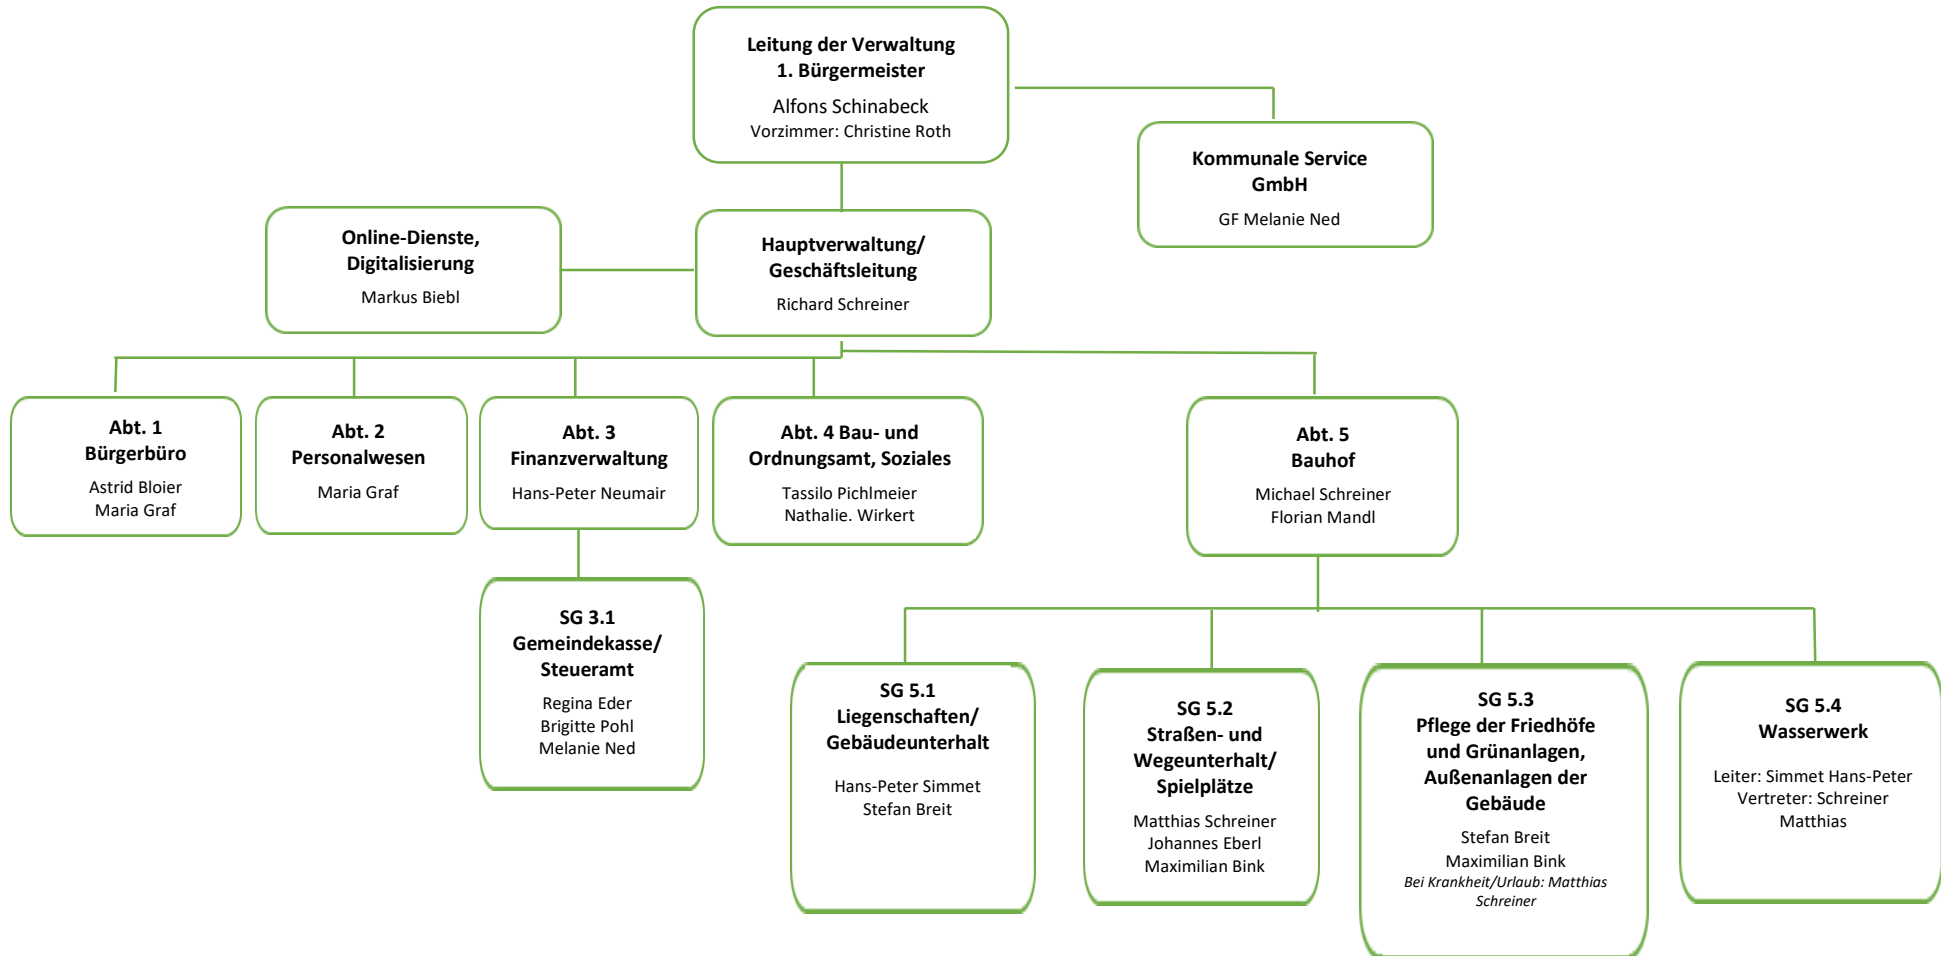 Leitung der Verwaltung
1. Bürgermeister
Alfons Schinabeck
Vorzimmer: Christine Roth
Kommunale Service
GmbH
GF Melanie Ned
Online-Dienste,
Digitalisierung
Markus Biebl
Hauptverwaltung/
Geschäftsleitung
Richard Schreiner
Abt. 1
Bürgerbüro
Astrid Bloier
Maria Graf
Abt. 2
Personalwesen
Maria Graf
Abt. 3
Finanzverwaltung
Hans-Peter Neumair
Abt. 4 Bau- und
Ordnungsamt, Soziales
Tassilo Pichlmeier
Nathalie. Wirkert
Abt. 5
Bauhof
Michael Schreiner
Florian Mandl
SG 3.1
Gemeindekasse/
Steueramt
Regina Eder
Brigitte Pohl
Melanie Ned
SG 5.1
Liegenschaften/
Gebäudeunterhalt
Hans-Peter Simmet
Stefan Breit
SG 5.2
Straßen- und
Wegeunterhalt/
Spielplätze
Matthias Schreiner
Johannes Eberl
Maximilian Bink
SG 5.3
Pflege der Friedhöfe
und Grünanlagen,
Außenanlagen der
Gebäude
Stefan Breit
Maximilian Bink
Bei Krankheit/Urlaub: Matthias
Schreiner
SG 5.4
Wasserwerk
Leiter: Simmet Hans-Peter
Vertreter: Schreiner
Matthias